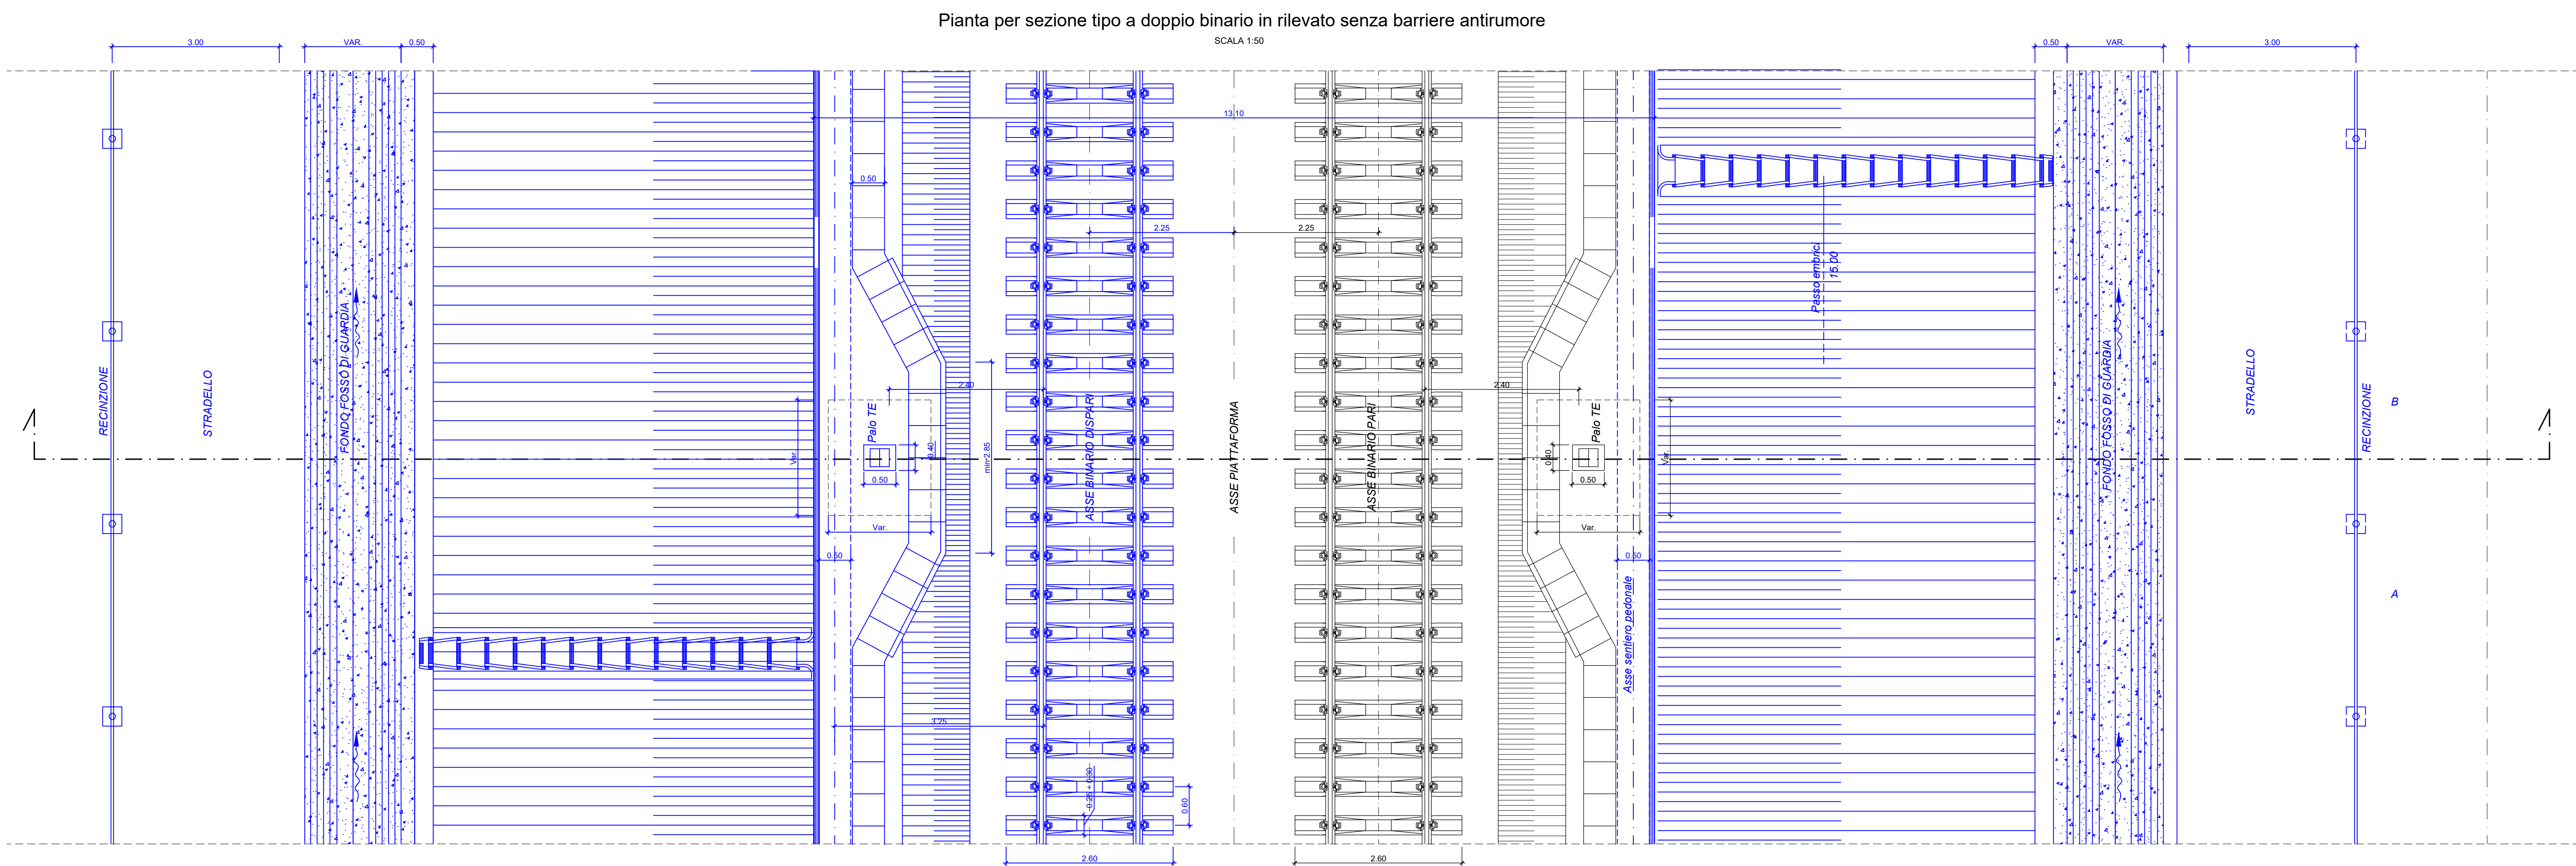 Pianta per sezione tipo a doppio binario in rilevato senza barriere antirumore
SCALA 1:50
3.00
VAR.
0.50
0.50
VAR.
3.00
13.10
0.50
2.25
2.25
Passo embrici
15.00
RECINZIONE
STRADELLO
FONDO FOSSO DI GUARDIA
2.40
2.40
Palo TE
Var.
0.40
0.50
Var.
0.50
min 2.85
ASSE BINARIO DISPARI
ASSE PIATTAFORMA
ASSE BINARIO PARI
Palo TE
0.40
0.50
Var.
Var.
0.50
Asse sentiero pedonale
FONDO FOSSO DI GUARDIA
STRADELLO
RECINZIONE
B
A
3.25
0.25 ÷ 0.30
0.60
2.60
2.60